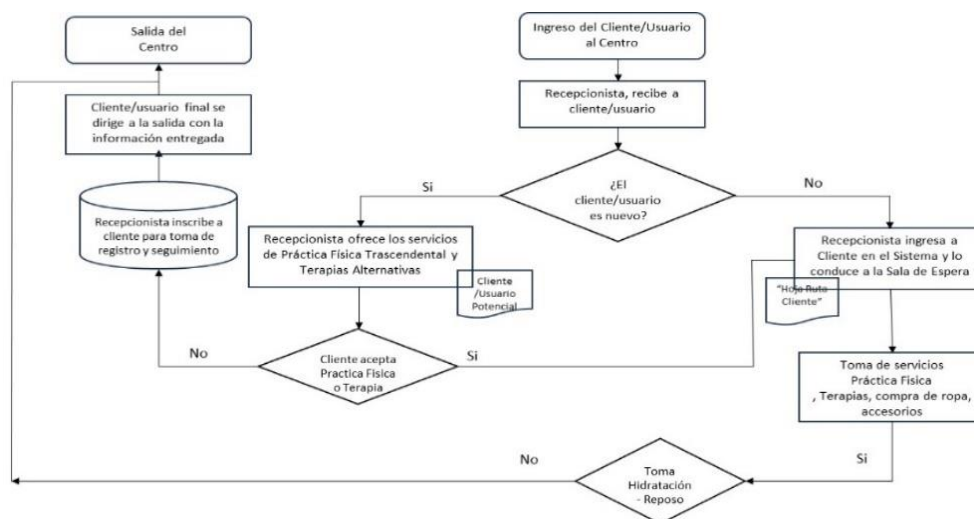 Salida del
Centro
Ingreso del Cliente/Usuario
al Centro
Cliente/usuario final se
dirige a la salida con la
información entregada
Recepcionista, recibe a
cliente/usuario
Si
¿El
cliente/usuario
es nuevo?
No
Recepcionista inscribe a
cliente para toma de
registro y seguimiento
Recepcionista ofrece los servicios
de Práctica Física Trascendental y
Terapias Alternativas
Recepcionista ingresa a
Cliente en el Sistema y lo
conduce a la Sala de Espera
Cliente
/Usuario
Potencial
"Hoja Ruta
Cliente"
No
Cliente acepta
Practica Fisica
o Terapia
Si
Toma de servicios
Práctica Fisica
, Terapias, compra de ropa,
accesorios
No
Toma
Hidratación
- Reposo
Si